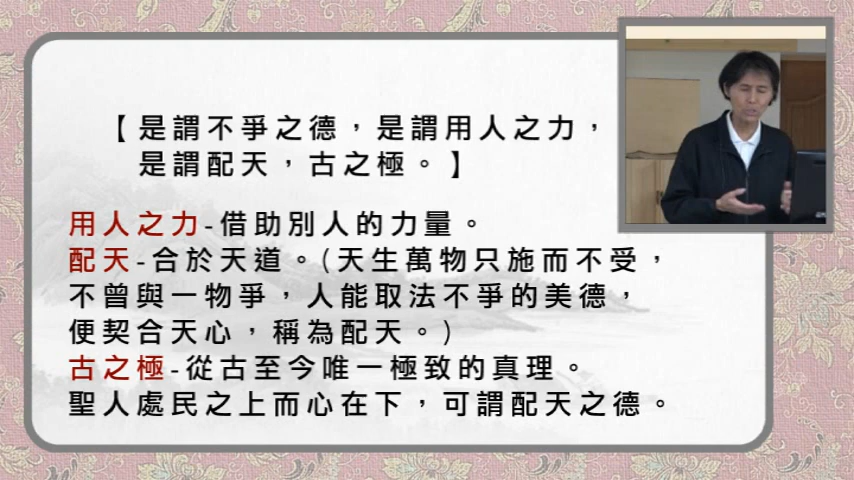 【是謂不爭之德，是謂用人之力，
是謂配天，古之極。】
用人之力-借助別人的力量。
配天-合於天道。(天生萬物只施而不受，
不曾與一物爭，人能取法不爭的美德，
便契合天心，稱為配天。)
古之極-從古至今唯一極致的真理。
聖人處民之上而心在下，可謂配天之德。